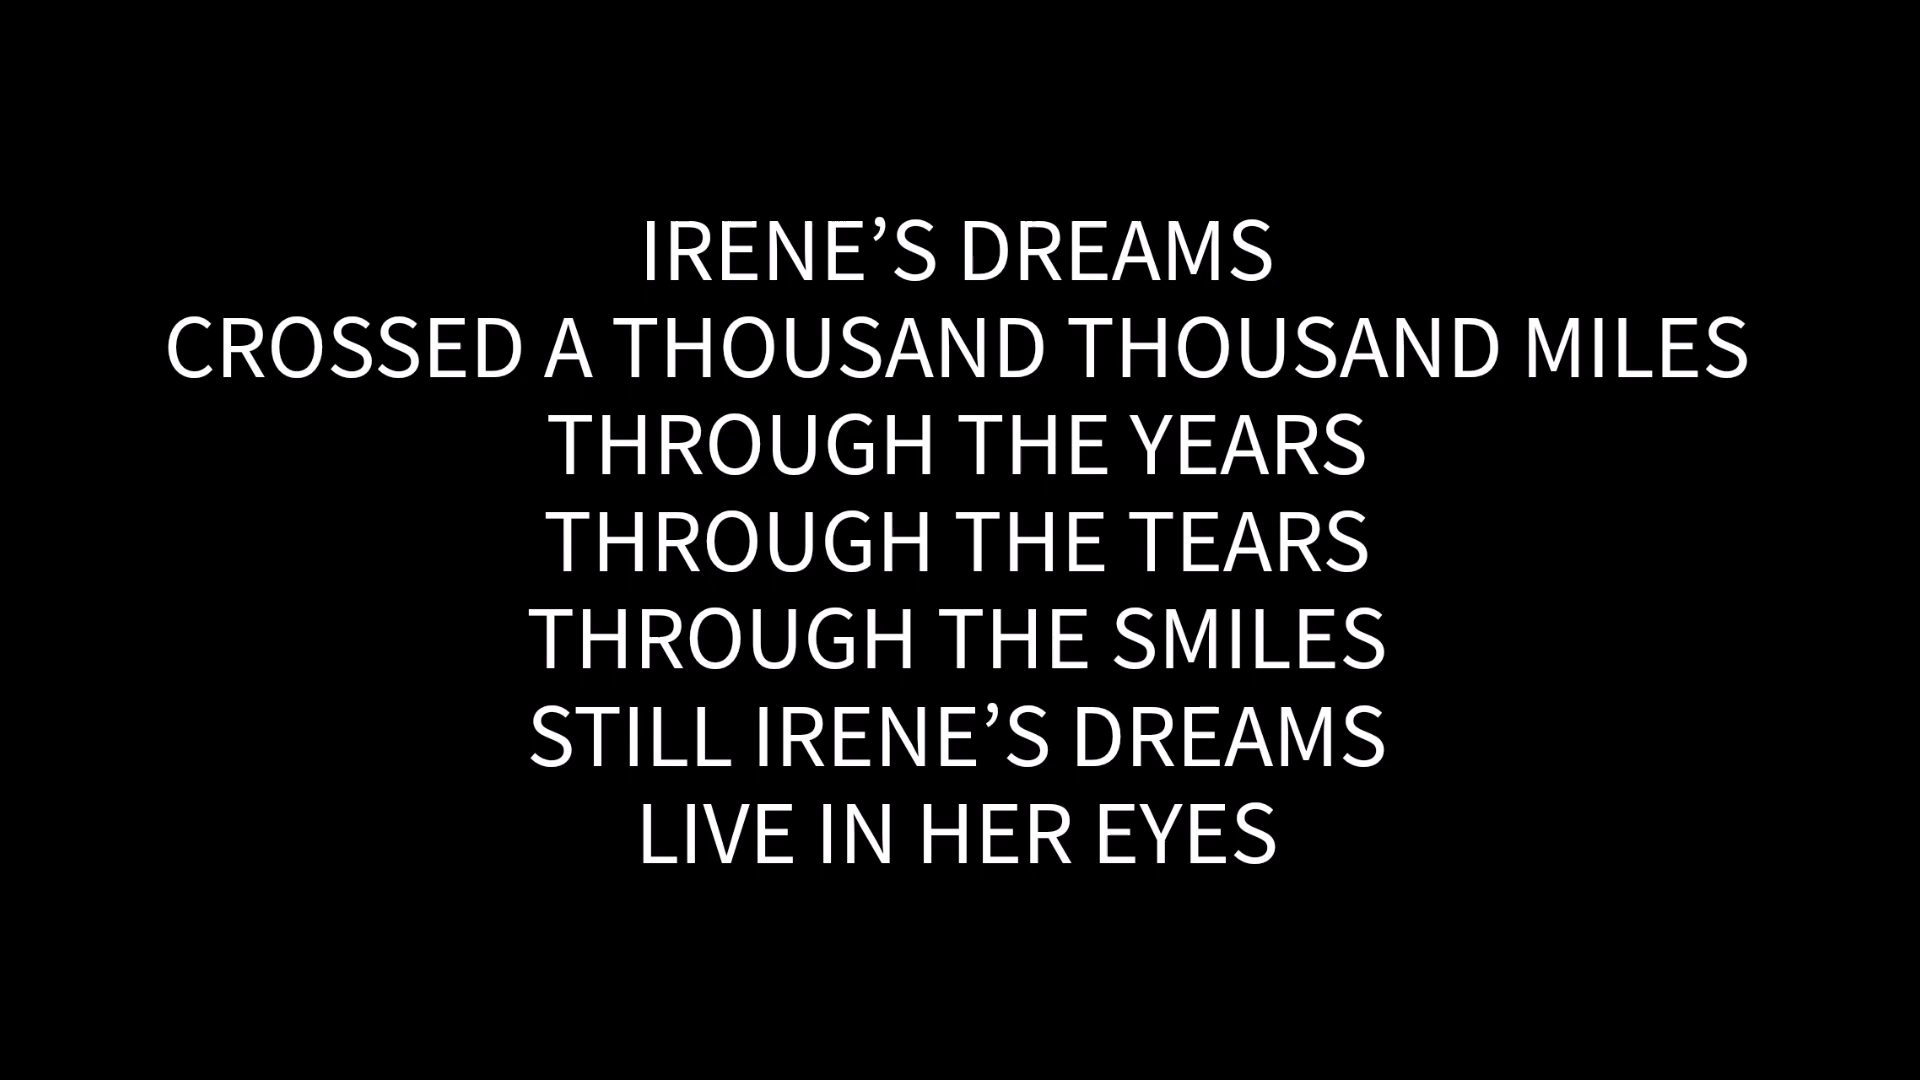 IRENE’S DREAMS
CROSSED A THOUSAND THOUSAND MILES
THROUGH THE YEARS
THROUGH THE TEARS
THROUGH THE SMILES
STILL IRENE’S DREAMS
LIVE IN HER EYES